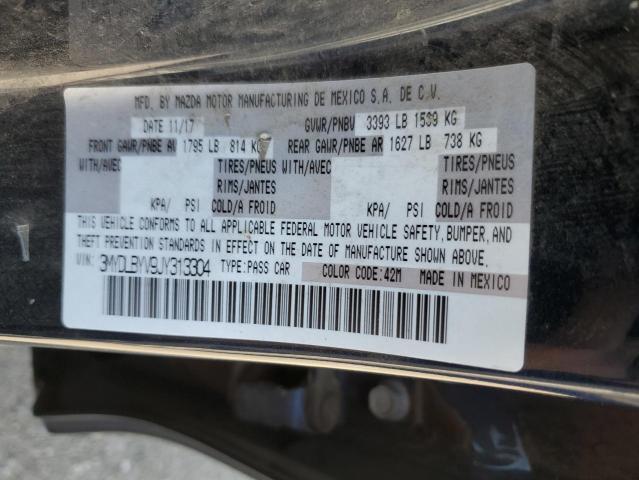 MFD. BY MAZDA MOTOR MANUFACTURING DE MEXICO S.A. DE C.V.
DATE 11/17 GVWR/PNBV 3393 LB 1539 KG
FRONT GAWR/PNBE AV 1795 LB 814 KG REAR GAWR/PNBE AR 1627 LB 738 KG
WITH/AVEC TIRES/PNEUS WITH/AVEC TIRES/PNEUS
RIMS/JANTES RIMS/JANTES
KPA/ PSI COLD/A FROID KPA/ PSI COLD/A FROID
THIS VEHICLE CONFORMS TO ALL APPLICABLE FEDERAL MOTOR VEHICLE SAFETY, BUMPER, AND
THEFT PREVENTION STANDARDS IN EFFECT ON THE DATE OF MANUFACTURE SHOWN ABOVE.
VIN: 3MYDLBYV9JY313304 TYPE:PASS CAR COLOR CODE:42M MADE IN MEXICO